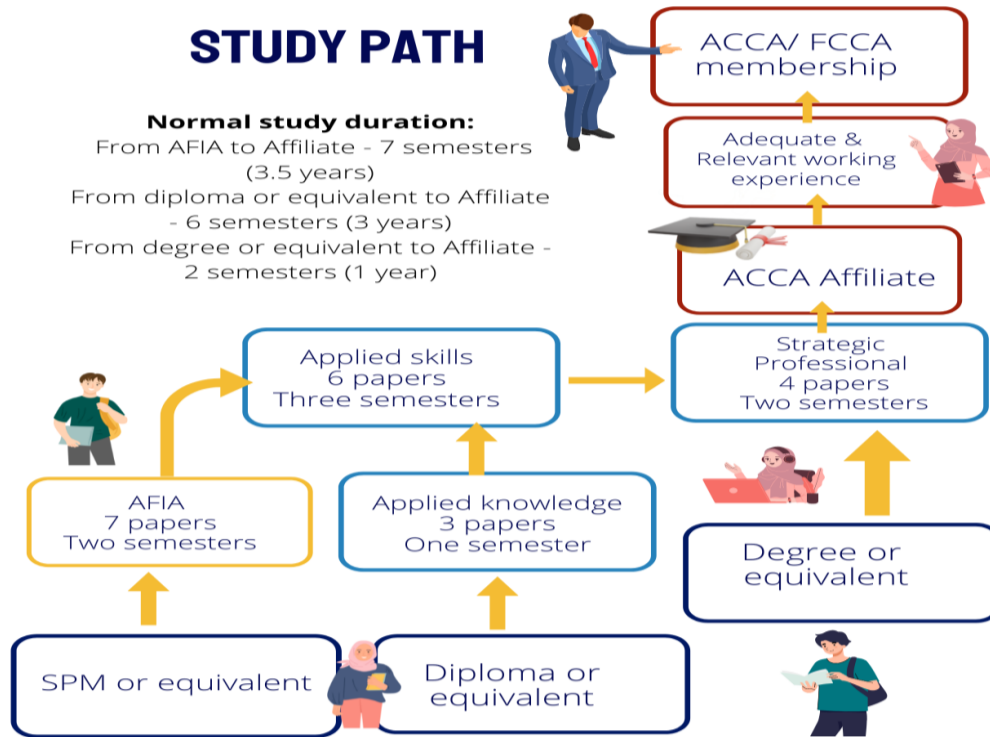 STUDY PATH
Normal study duration:
From AFIA to Affiliate - 7 semesters
(3.5 years)
From diploma or equivalent to Affiliate
- 6 semesters (3 years)
From degree or equivalent to Affiliate -
2 semesters (1 year)
ACCA/ FCCA
membership
Adequate &
Relevant working
experience
ACCA Affiliate
Strategic
Professional
4 papers
Two semesters
Applied skills
6 papers
Three semesters
AFIA
7 papers
Two semesters
Applied knowledge
3 papers
One semester
Degree or
equivalent
SPM or equivalent
Diploma or
equivalent